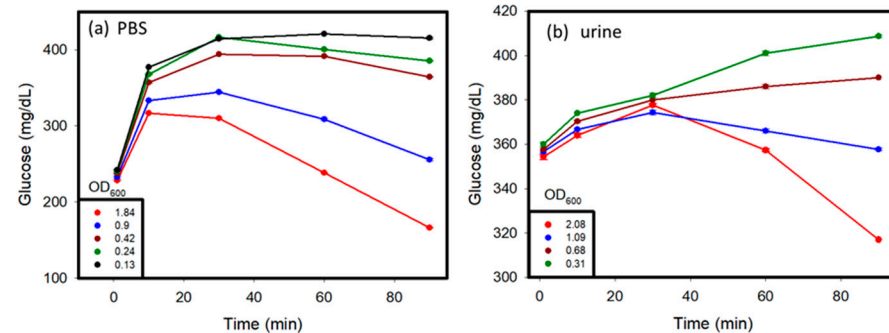 (a) PBS
Glucose (mg/dL)
400
300
200
100
OD600
1.84
0.9
0.42
0.24
0.13
0 20 40 60 80
Time (min)
(b) urine
Glucose (mg/dL)
420
400
380
360
340
320
300
OD600
2.08
1.09
0.68
0.31
0 20 40 60 80
Time (min)